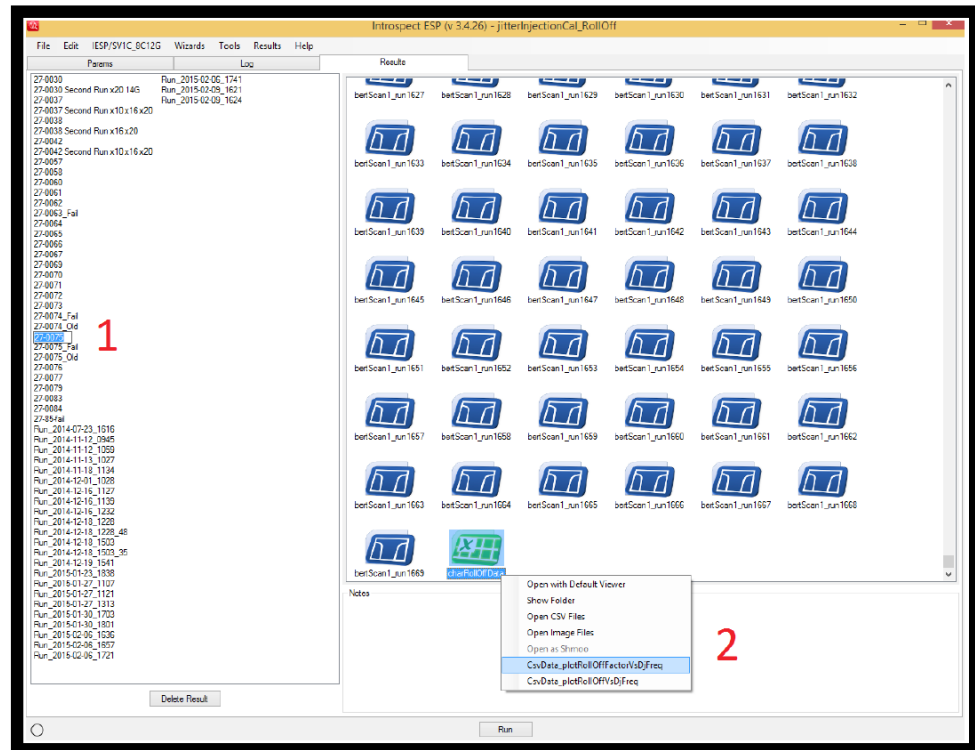 Introspect ESP (v 3.4.26) - jitterInjectionCal_RollOff
File Edit IESP/SV1C_8C12G Wizards Tools Results Help
Params Log Results
27-0030
27-0030 Second Run x20 14G
27-0037
27-0037 Second Run x10 x16 x20
27-0038
27-0038 Second Run x16 x20
27-0042
27-0042 Second Run x10 x16 x20
27-0057
27-0058
27-0060
27-0061
27-0062
27-0063_Fail
27-0064
27-0065
27-0066
27-0067
27-0069
27-0070
27-0071
27-0072
27-0073
27-0074_Fail
27-0074_Old
27-0075
27-0075_Fail
27-0075_Old
27-0076
27-0077
27-0079
27-0083
27-0084
27-85-fail
Run_2014-07-23_1616
Run_2014-11-12_0945
Run_2014-11-12_1059
Run_2014-11-13_1027
Run_2014-11-18_1134
Run_2014-12-01_1028
Run_2014-12-16_1127
Run_2014-12-16_1139
Run_2014-12-16_1232
Run_2014-12-18_1228
Run_2014-12-18_1228_48
Run_2014-12-18_1503
Run_2014-12-18_1503_35
Run_2014-12-19_1541
Run_2015-01-23_1838
Run_2015-01-27_1107
Run_2015-01-27_1121
Run_2015-01-27_1313
Run_2015-01-30_1703
Run_2015-01-30_1801
Run_2015-02-06_1636
Run_2015-02-06_1657
Run_2015-02-06_1721
Run_2015-02-06_1741
Run_2015-02-09_1621
Run_2015-02-09_1624
1
Delete Result
bertScan1_run1627 bertScan1_run1628 bertScan1_run1629 bertScan1_run1630 bertScan1_run1631 bertScan1_run1632
bertScan1_run1633 bertScan1_run1634 bertScan1_run1635 bertScan1_run1636 bertScan1_run1637 bertScan1_run1638
bertScan1_run1639 bertScan1_run1640 bertScan1_run1641 bertScan1_run1642 bertScan1_run1643 bertScan1_run1644
bertScan1_run1645 bertScan1_run1646 bertScan1_run1647 bertScan1_run1648 bertScan1_run1649 bertScan1_run1650
bertScan1_run1651 bertScan1_run1652 bertScan1_run1653 bertScan1_run1654 bertScan1_run1655 bertScan1_run1656
bertScan1_run1657 bertScan1_run1658 bertScan1_run1659 bertScan1_run1660 bertScan1_run1661 bertScan1_run1662
bertScan1_run1663 bertScan1_run1664 bertScan1_run1665 bertScan1_run1666 bertScan1_run1667 bertScan1_run1668
bertScan1_run1669 charRollOffData
Notes
Open with Default Viewer
Show Folder
Open CSV Files
Open Image Files
Open as Shmoo
CsvData_plotRollOffFactorVsDjFreq
CsvData_plotRollOffVsDjFreq
2
Run